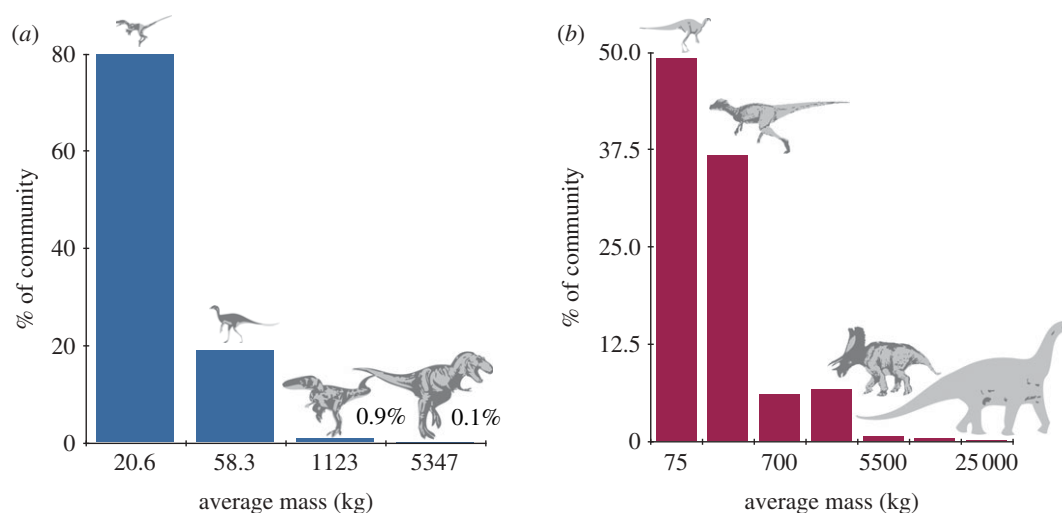 (a)
80
60
40
20
0
% of community
0.9%
0.1%
20.6 58.3 1123 5347
average mass (kg)
(b)
50.0
37.5
25.0
12.5
0
% of community
75 700 5500 25 000
average mass (kg)